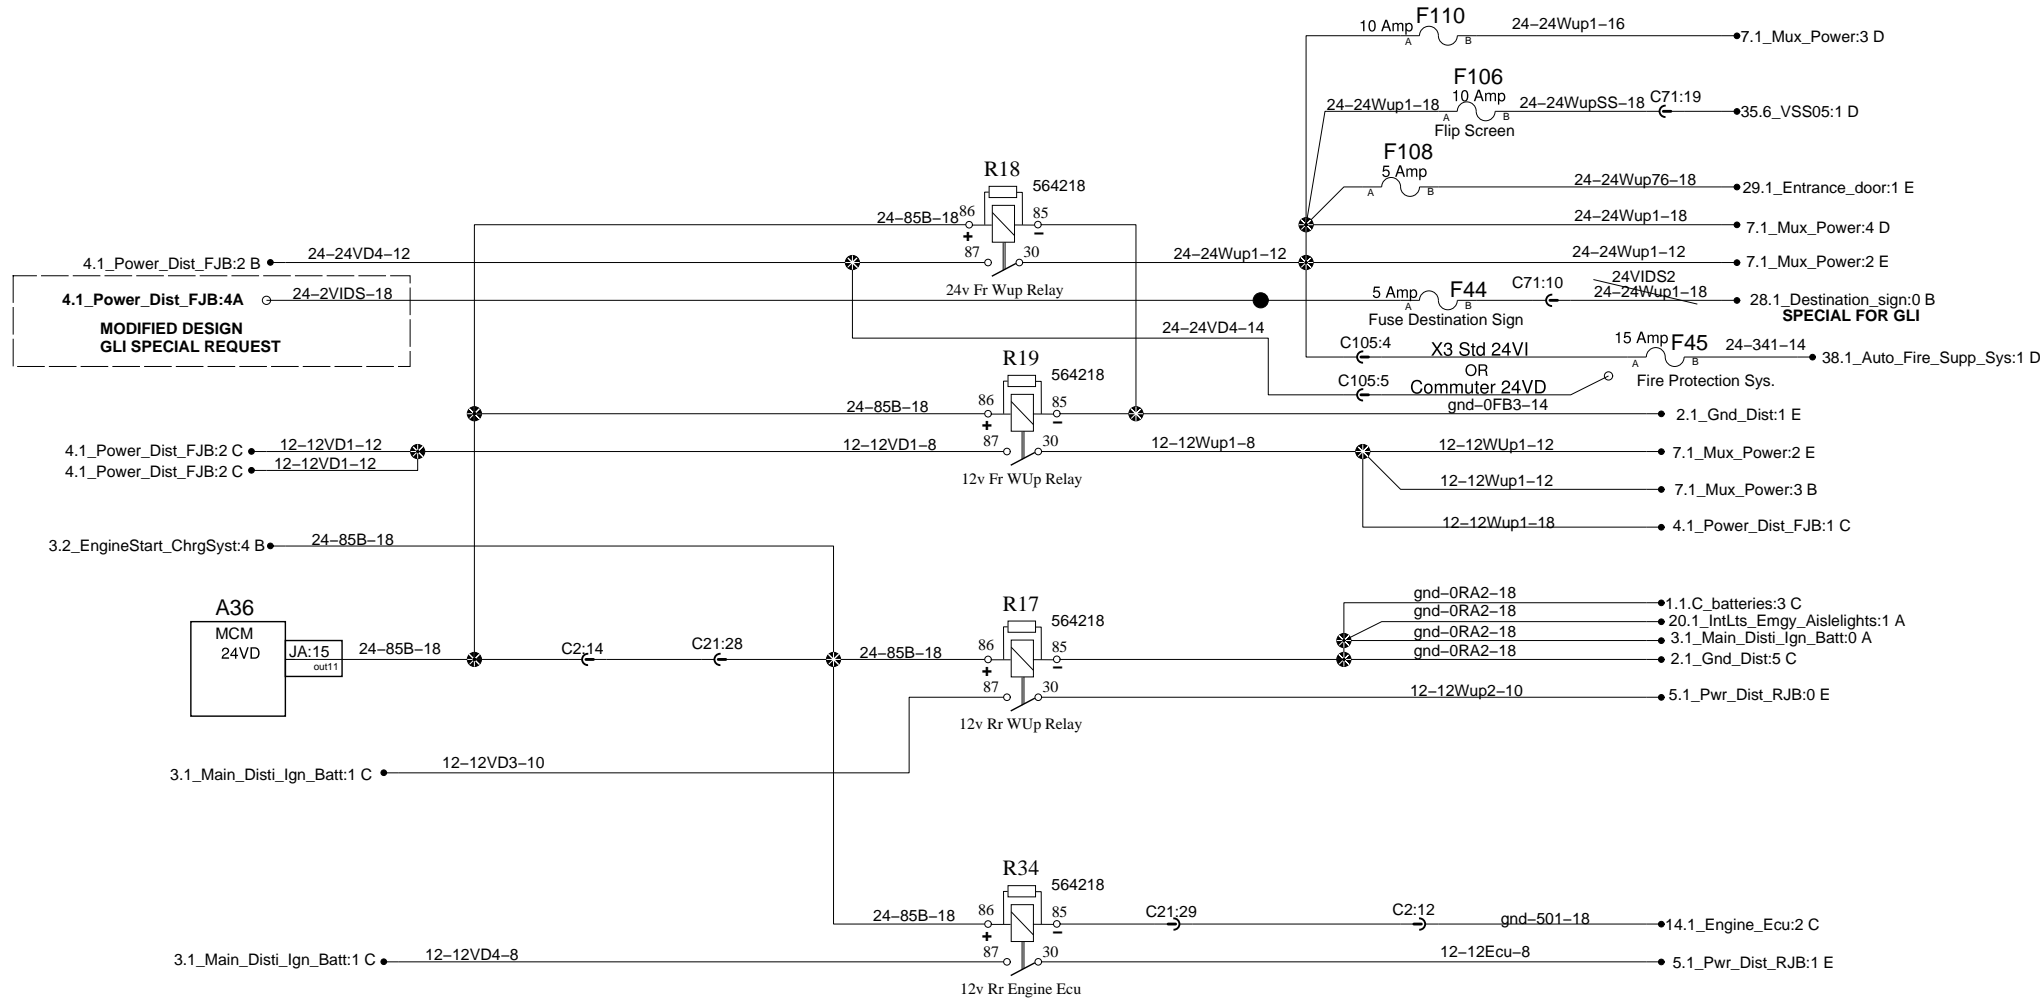 F110
10 Amp
A
B
24−24Wup1−16
7.1_Mux_Power:3 D
F106
24−24Wup1−18
10 Amp
A
B
24−24WupSS−18
C71:19
35.6_VSS05:1 D
Flip Screen
F108
5 Amp
A
B
24−24Wup76−18
29.1_Entrance_door:1 E
R18
564218
24−85B−18
86
85
+
−
24−24Wup1−18
7.1_Mux_Power:4 D
4.1_Power_Dist_FJB:2 B
24−24VD4−12
87
30
24−24Wup1−12
24−24Wup1−12
7.1_Mux_Power:2 E
24v Fr Wup Relay
4.1_Power_Dist_FJB:4A
24−2VIDS−18
5 Amp
F44
A
B
C71:10
24VIDS2
24−24Wup1−18
28.1_Destination_sign:0 B
SPECIAL FOR GLI
Fuse Destination Sign
MODIFIED DESIGN
GLI SPECIAL REQUEST
24−24VD4−14
C105:4
X3 Std 24VI
15 Amp
F45
A
B
24−341−14
38.1_Auto_Fire_Supp_Sys:1 D
OR
Fire Protection Sys.
C105:5
Commuter 24VD
R19
564218
24−85B−18
86
85
+
−
gnd−0FB3−14
2.1_Gnd_Dist:1 E
4.1_Power_Dist_FJB:2 C
12−12VD1−12
12−12VD1−8
87
30
12−12Wup1−8
12−12WUp1−12
7.1_Mux_Power:2 E
4.1_Power_Dist_FJB:2 C
12−12VD1−12
12v Fr WUp Relay
12−12Wup1−12
7.1_Mux_Power:3 B
12−12Wup1−18
4.1_Power_Dist_FJB:1 C
3.2_EngineStart_ChrgSyst:4 B
24−85B−18
gnd−0RA2−18
1.1.C_batteries:3 C
gnd−0RA2−18
20.1_IntLts_Emgy_Aislelights:1 A
gnd−0RA2−18
3.1_Main_Disti_Ign_Batt:0 A
gnd−0RA2−18
2.1_Gnd_Dist:5 C
A36
MCM
24VD
JA:15
out11
24−85B−18
C2:14
C21:28
24−85B−18
R17
564218
86
85
+
−
87
30
12−12Wup2−10
5.1_Pwr_Dist_RJB:0 E
12v Rr WUp Relay
3.1_Main_Disti_Ign_Batt:1 C
12−12VD3−10
R34
564218
24−85B−18
86
85
+
−
C21:29
C2:12
gnd−501−18
14.1_Engine_Ecu:2 C
3.1_Main_Disti_Ign_Batt:1 C
12−12VD4−8
87
30
12−12Ecu−8
5.1_Pwr_Dist_RJB:1 E
12v Rr Engine Ecu